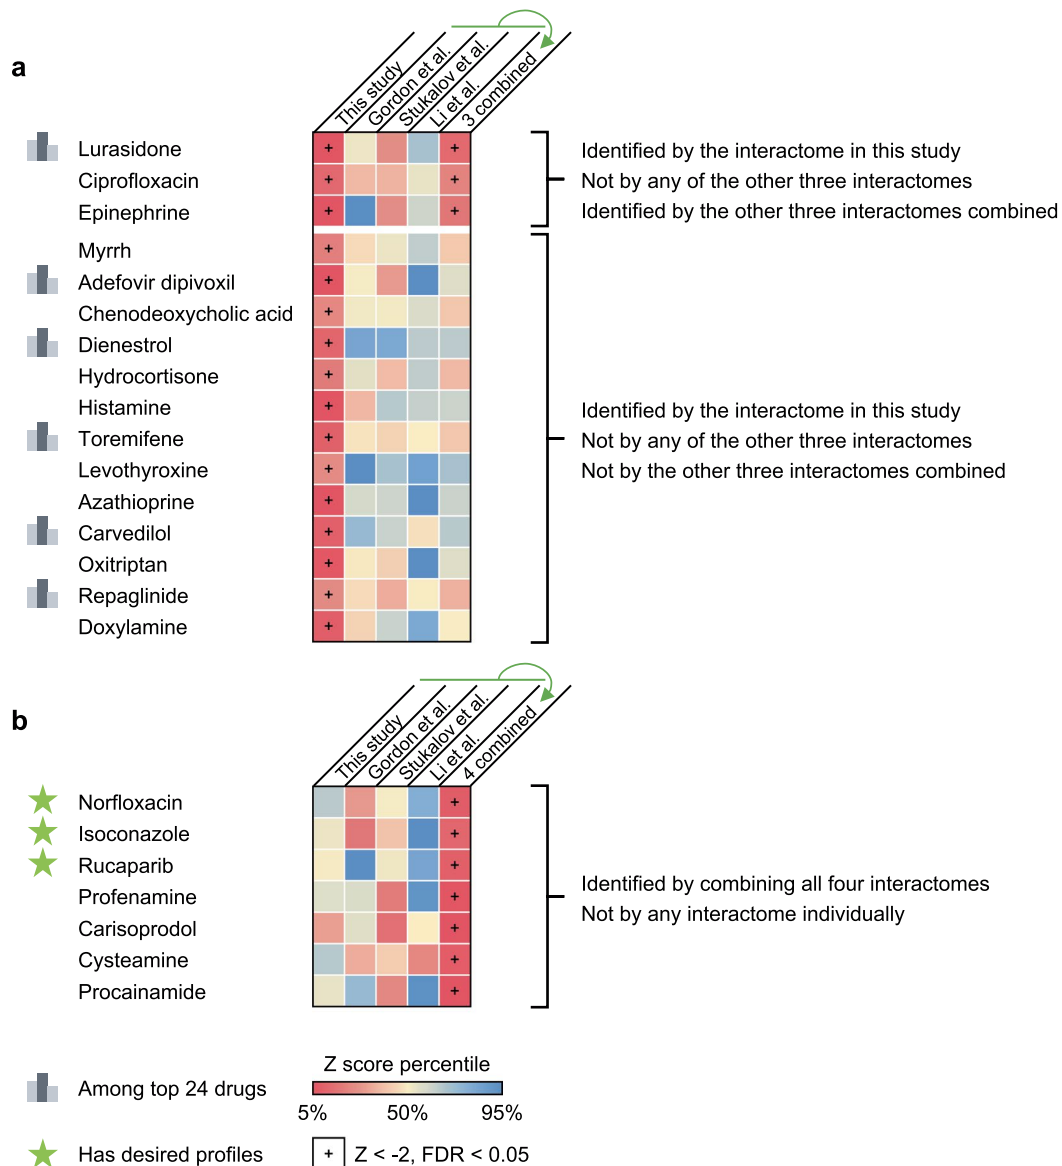 a
This study
Gordon et al.
Stukalov et al.
Li et al.
3 combined
Lurasidone +
+
Ciprofloxacin +
+
Epinephrine +
+
Identified by the interactome in this study
Not by any of the other three interactomes
Identified by the other three interactomes combined
Myrrh +
Adefovir dipivoxil +
Chenodeoxycholic acid +
Dienestrol +
Hydrocortisone +
Histamine +
Toremifene +
Levothyroxine +
Azathioprine +
Carvedilol +
Oxitriptan +
Repaglinide +
Doxylamine +
Identified by the interactome in this study
Not by any of the other three interactomes
Not by the other three interactomes combined
b
This study
Gordon et al.
Stukalov et al.
Li et al.
4 combined
Norfloxacin +
Isoconazole +
Rucaparib +
Profenamine +
Carisoprodol +
Cysteamine +
Procainamide +
Identified by combining all four interactomes
Not by any interactome individually
Among top 24 drugs
Z score percentile
5% 50% 95%
Has desired profiles
+ Z < -2, FDR < 0.05